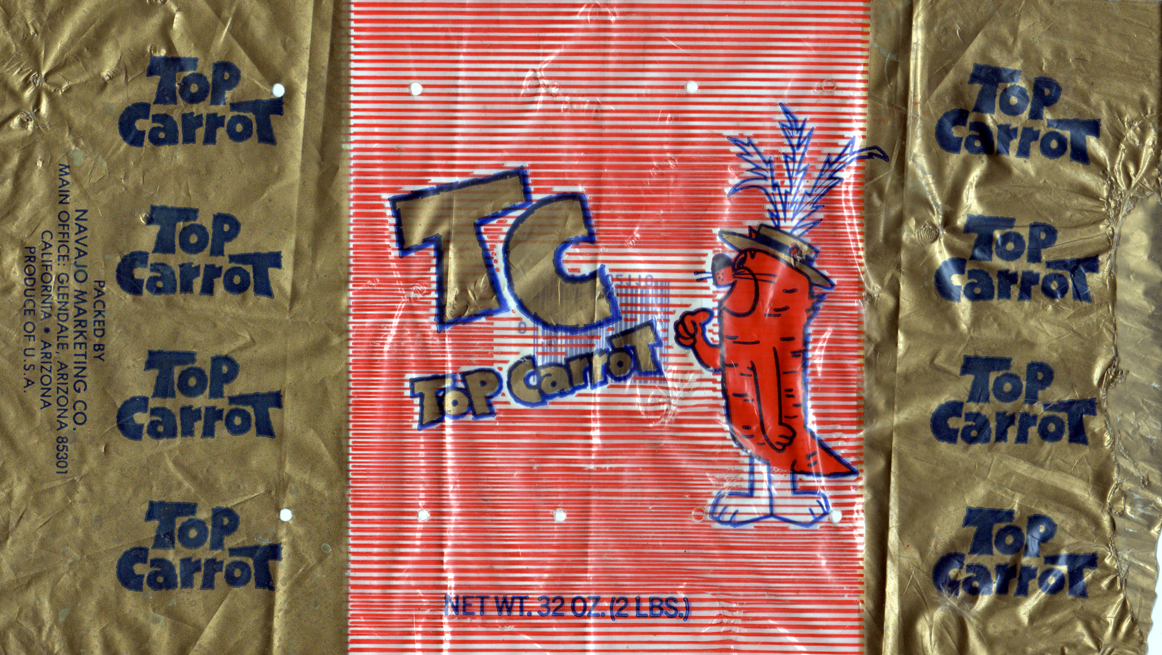 Top
Carrot
Top
Carrot
Top
Carrot
Top
Carrot
PACKED BY
NAVAJO MARKETING CO.
MAIN OFFICE: GLENDALE, ARIZONA 85301
CALIFORNIA • ARIZONA
PRODUCE OF U.S.A.
TC
Top Carrot
NET WT. 32 OZ. (2 LBS.)
Top
Carrot
Top
Carrot
Top
Carrot
Top
Carrot